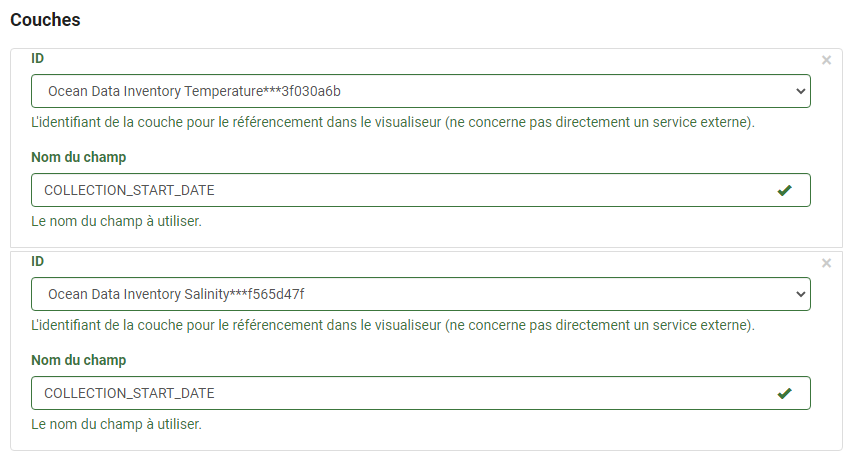 Couches
ID
Ocean Data Inventory Temperature***3f030a6b
L'identifiant de la couche pour le référencement dans le visualiseur (ne concerne pas directement un service externe).
Nom du champ
COLLECTION_START_DATE
Le nom du champ à utiliser.
ID
Ocean Data Inventory Salinity***f565d47f
L'identifiant de la couche pour le référencement dans le visualiseur (ne concerne pas directement un service externe).
Nom du champ
COLLECTION_START_DATE
Le nom du champ à utiliser.